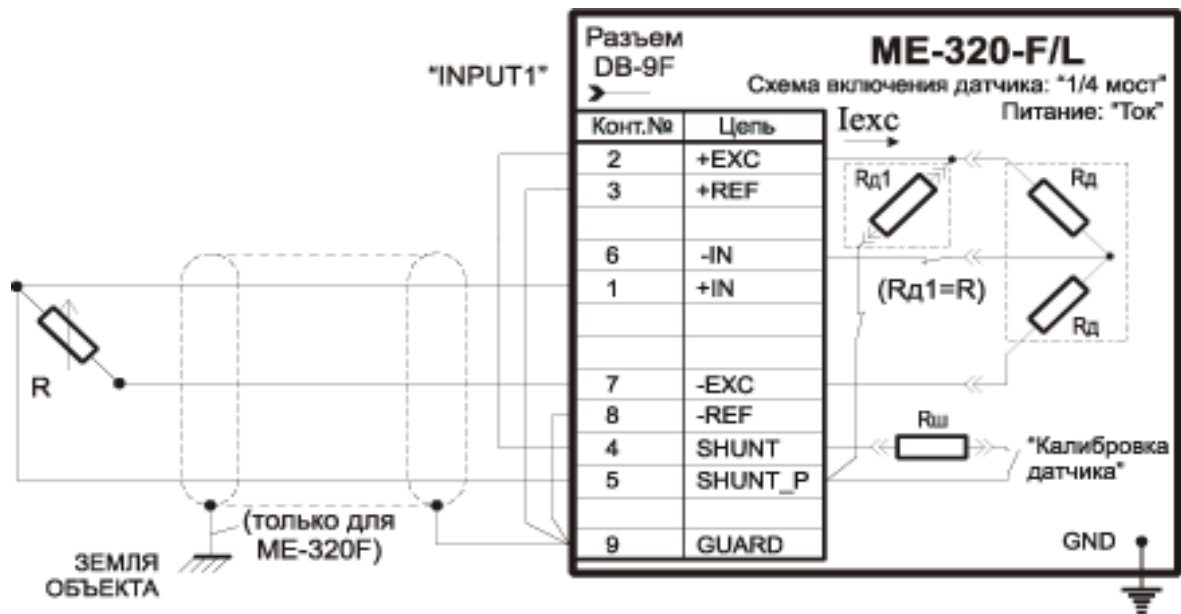 Разъем
DB-9F
"INPUT1"
ME-320-F/L
Схема включения датчика: "1/4 мост"
Питание: "Ток"
Конт.№ Цепь
Iexc
2 +EXC
3 +REF
6 -IN
1 +IN
7 -EXC
8 -REF
4 SHUNT
5 SHUNT_P
9 GUARD
Rд1
Rд
(Rд1=R)
Rд
Rш
"Калибровка
датчика"
GND
R
(только для
МЕ-320F)
ЗЕМЛЯ
ОБЪЕКТА